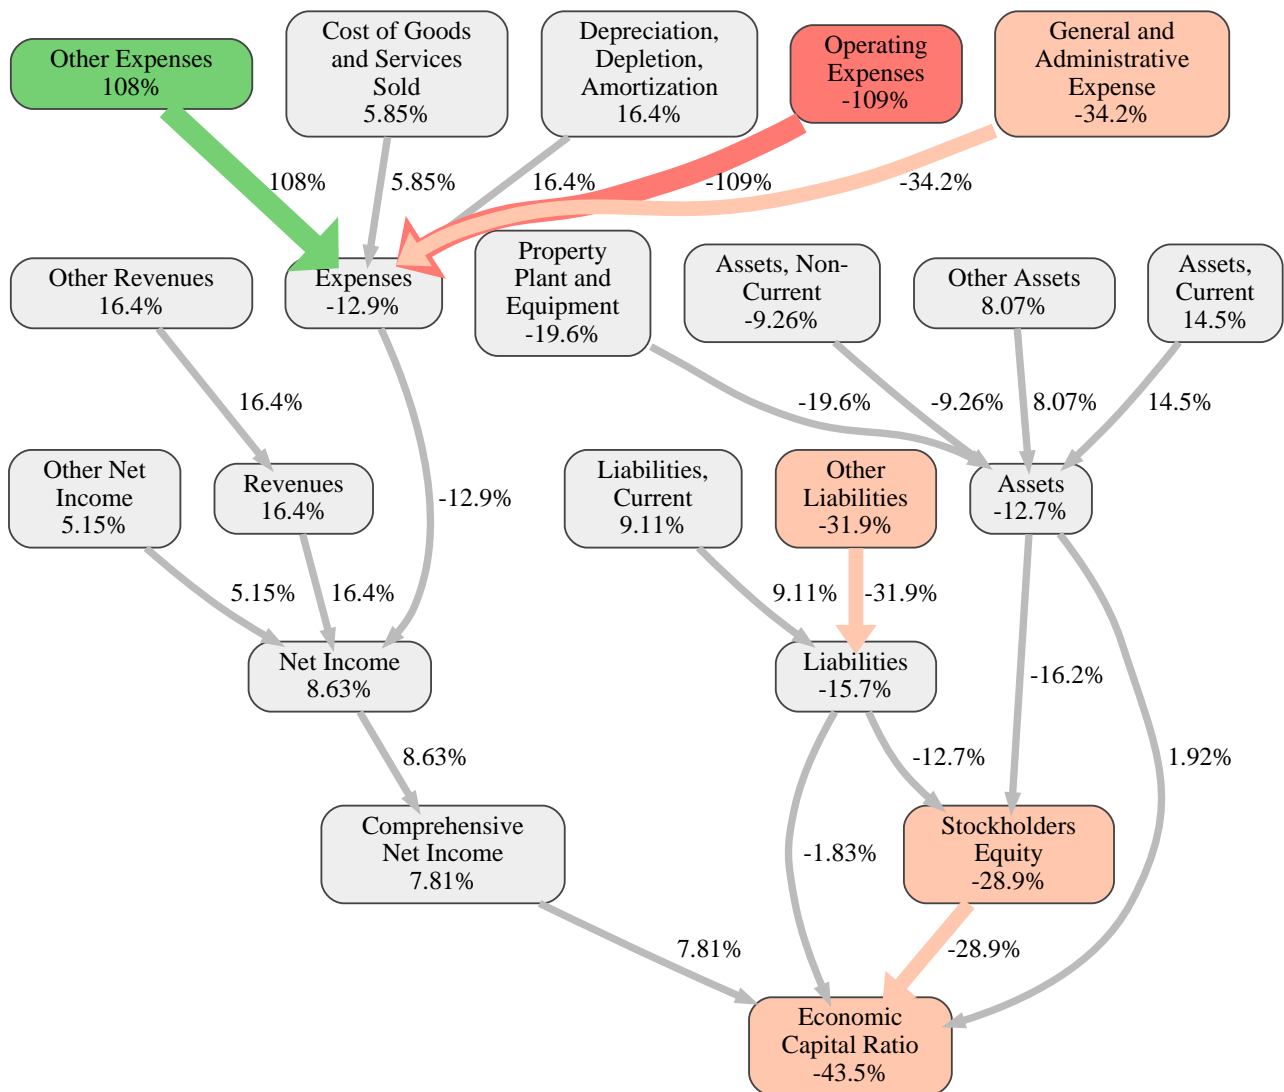 Other Expenses
108%
Cost of Goods
and Services
Sold
5.85%
Depreciation,
Depletion,
Amortization
16.4%
Operating
Expenses
-109%
General and
Administrative
Expense
-34.2%
108%
5.85%
16.4%
-109%
-34.2%
Other Revenues
16.4%
Expenses
-12.9%
Property
Plant and
Equipment
-19.6%
Assets, Non-
Current
-9.26%
Other Assets
8.07%
Assets,
Current
14.5%
16.4%
-12.9%
-19.6%
-9.26%
8.07%
14.5%
Other Net
Income
5.15%
Revenues
16.4%
Liabilities,
Current
9.11%
Other
Liabilities
-31.9%
Assets
-12.7%
5.15%
16.4%
9.11%
-31.9%
Net Income
8.63%
Liabilities
-15.7%
-16.2%
8.63%
-12.7%
1.92%
Comprehensive
Net Income
7.81%
-1.83%
Stockholders
Equity
-28.9%
7.81%
-28.9%
Economic
Capital Ratio
-43.5%